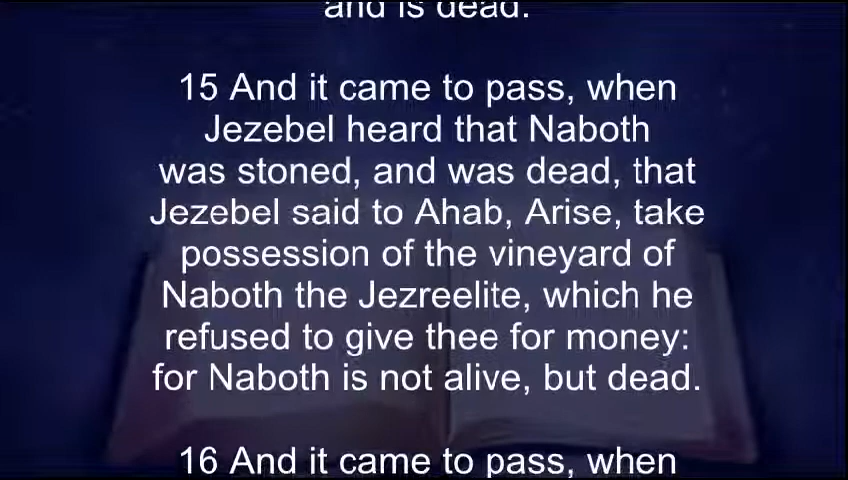 and is dead.
15 And it came to pass, when
Jezebel heard that Naboth
was stoned, and was dead, that
Jezebel said to Ahab, Arise, take
possession of the vineyard of
Naboth the Jezreelite, which he
refused to give thee for money:
for Naboth is not alive, but dead.
16 And it came to pass, when